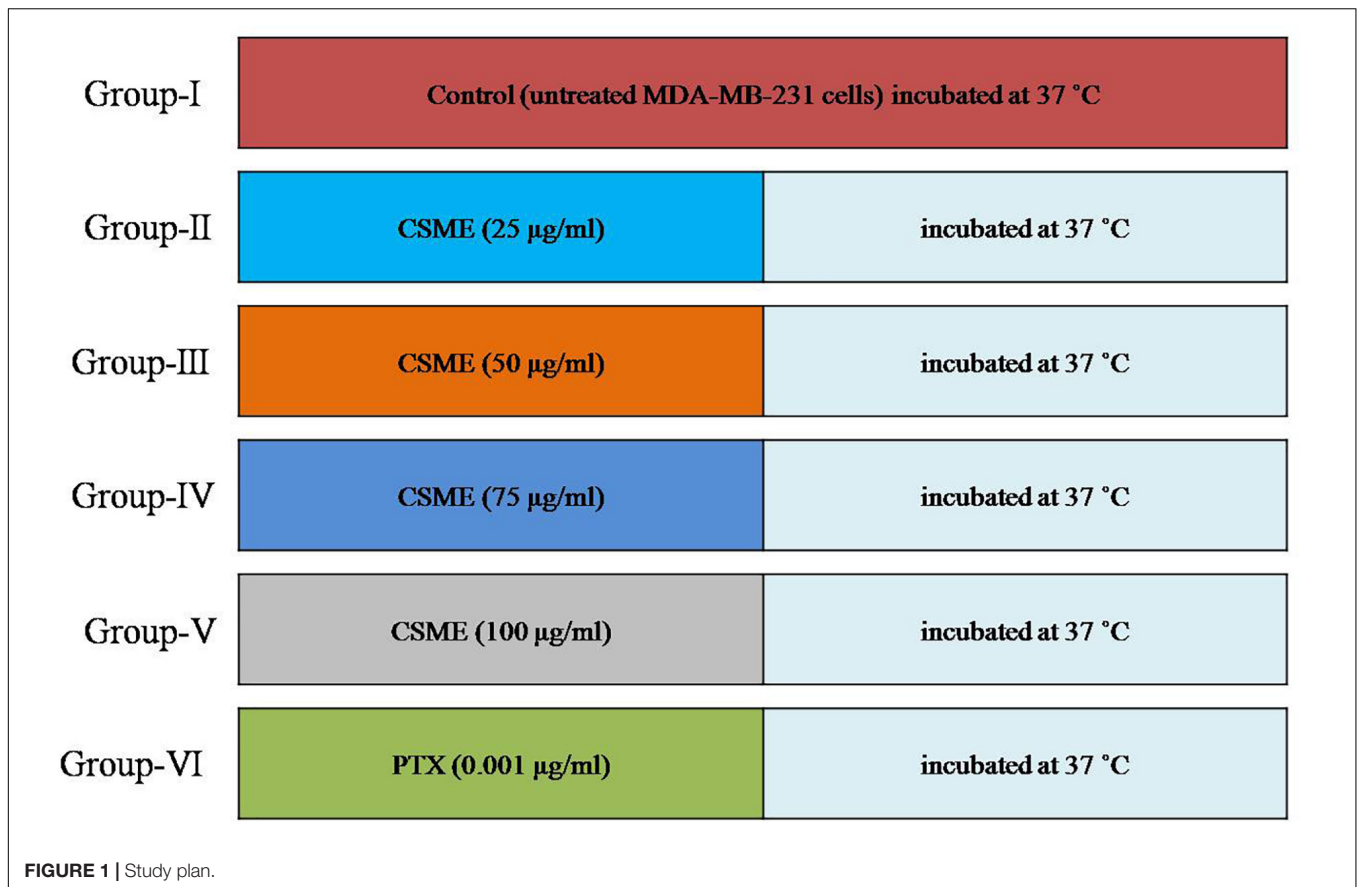 Group-I
Control (untreated MDA-MB-231 cells) incubated at 37 °C
Group-II
CSME (25 µg/ml)
incubated at 37 °C
Group-III
CSME (50 µg/ml)
incubated at 37 °C
Group-IV
CSME (75 µg/ml)
incubated at 37 °C
Group-V
CSME (100 µg/ml)
incubated at 37 °C
Group-VI
PTX (0.001 µg/ml)
incubated at 37 °C
FIGURE 1 | Study plan.